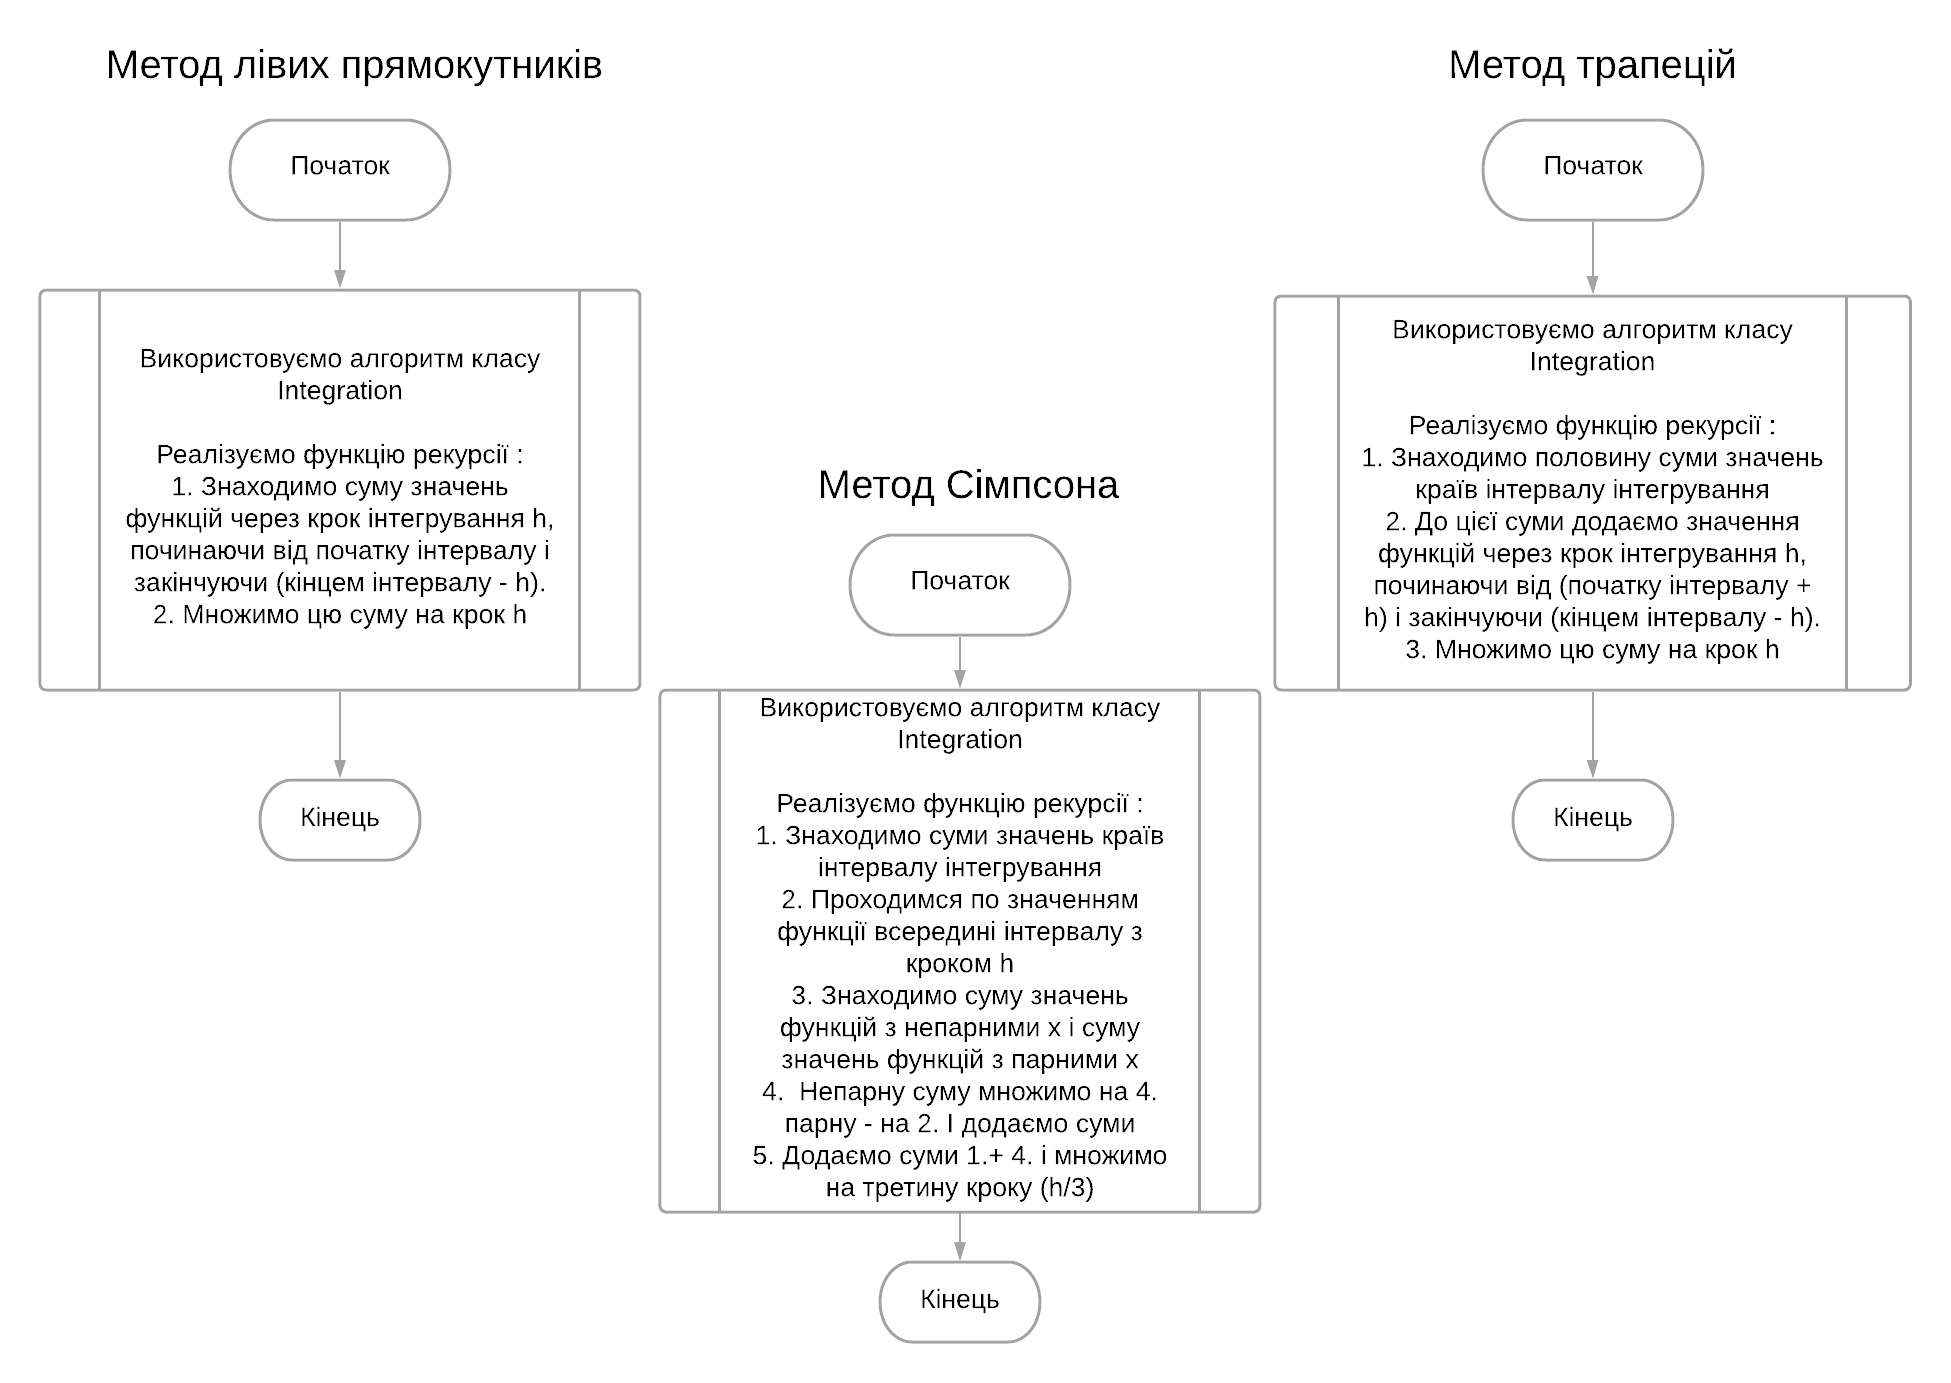 Метод лівих прямокутників
Початок
Використовуємо алгоритм класу
Integration
Реалізуємо функцію рекурсії :
1. Знаходимо суму значень
функцій через крок інтегрування h,
починаючи від початку інтервалу і
закінчуючи (кінцем інтервалу - h).
2. Множимо цю суму на крок h
Кінець
Метод Сімпсона
Початок
Використовуємо алгоритм класу
Integration
Реалізуємо функцію рекурсії :
1. Знаходимо суми значень країв
інтервалу інтегрування
2. Проходимся по значенням
функції всередині інтервалу з
кроком h
3. Знаходимо суму значень
функцій з непарними х і суму
значень функцій з парними х
4.  Непарну суму множимо на 4.
парну - на 2. І додаємо суми
5. Додаємо суми 1.+ 4. і множимо
на третину кроку (h/3)
Кінець
Метод трапецій
Початок
Використовуємо алгоритм класу
Integration
Реалізуємо функцію рекурсії :
1. Знаходимо половину суми значень
країв інтервалу інтегрування
2. До цієї суми додаємо значення
функцій через крок інтегрування h,
починаючи від (початку інтервалу +
h) і закінчуючи (кінцем інтервалу - h).
3. Множимо цю суму на крок h
Кінець